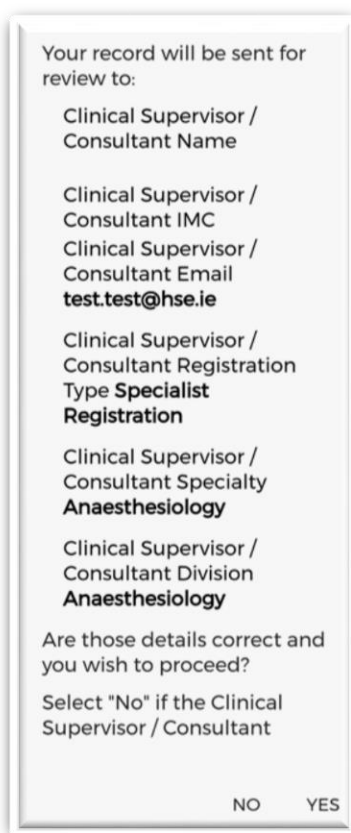 Your record will be sent for
review to:
Clinical Supervisor /
Consultant Name
Clinical Supervisor /
Consultant IMC
Clinical Supervisor /
Consultant Email
test.test@hse.ie
Clinical Supervisor /
Consultant Registration
Type Specialist
Registration
Clinical Supervisor /
Consultant Specialty
Anaesthesiology
Clinical Supervisor /
Consultant Division
Anaesthesiology
Are those details correct and
you wish to proceed?
Select "No" if the Clinical
Supervisor / Consultant
NO YES